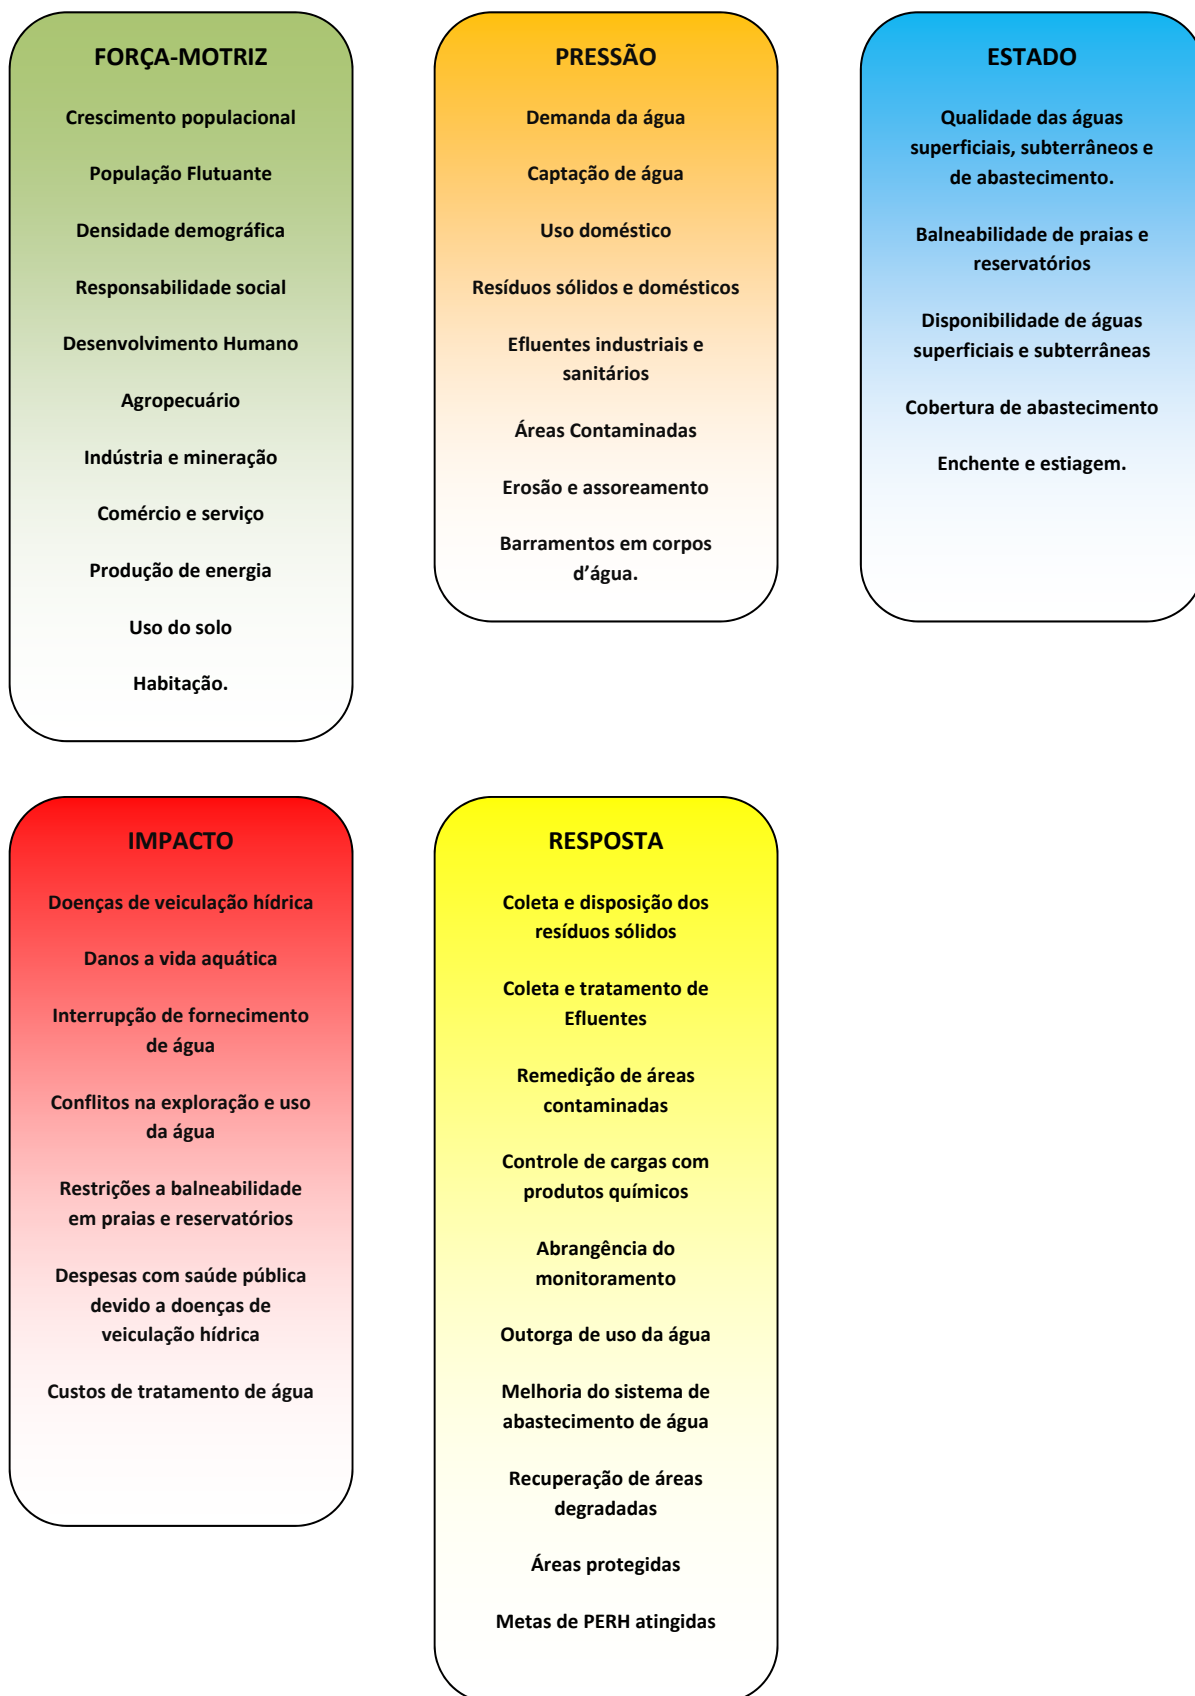 FORÇA-MOTRIZ
Crescimento populacional
População Flutuante
Densidade demográfica
Responsabilidade social
Desenvolvimento Humano
Agropecuário
Indústria e mineração
Comércio e serviço
Produção de energia
Uso do solo
Habitação.
PRESSÃO
Demanda da água
Captação de água
Uso doméstico
Resíduos sólidos e domésticos
Efluentes industriais e
sanitários
Áreas Contaminadas
Erosão e assoreamento
Barramentos em corpos
d’água.
ESTADO
Qualidade das águas
superficiais, subterrâneos e
de abastecimento.
Balneabilidade de praias e
reservatórios
Disponibilidade de águas
superficiais e subterrâneas
Cobertura de abastecimento
Enchente e estiagem.
IMPACTO
Doenças de veiculação hídrica
Danos a vida aquática
Interrupção de fornecimento
de água
Conflitos na exploração e uso
da água
Restrições a balneabilidade
em praias e reservatórios
Despesas com saúde pública
devido a doenças de
veiculação hídrica
Custos de tratamento de água
RESPOSTA
Coleta e disposição dos
resíduos sólidos
Coleta e tratamento de
Efluentes
Remedição de áreas
contaminadas
Controle de cargas com
produtos químicos
Abrangência do
monitoramento
Outorga de uso da água
Melhoria do sistema de
abastecimento de água
Recuperação de áreas
degradadas
Áreas protegidas
Metas de PERH atingidas